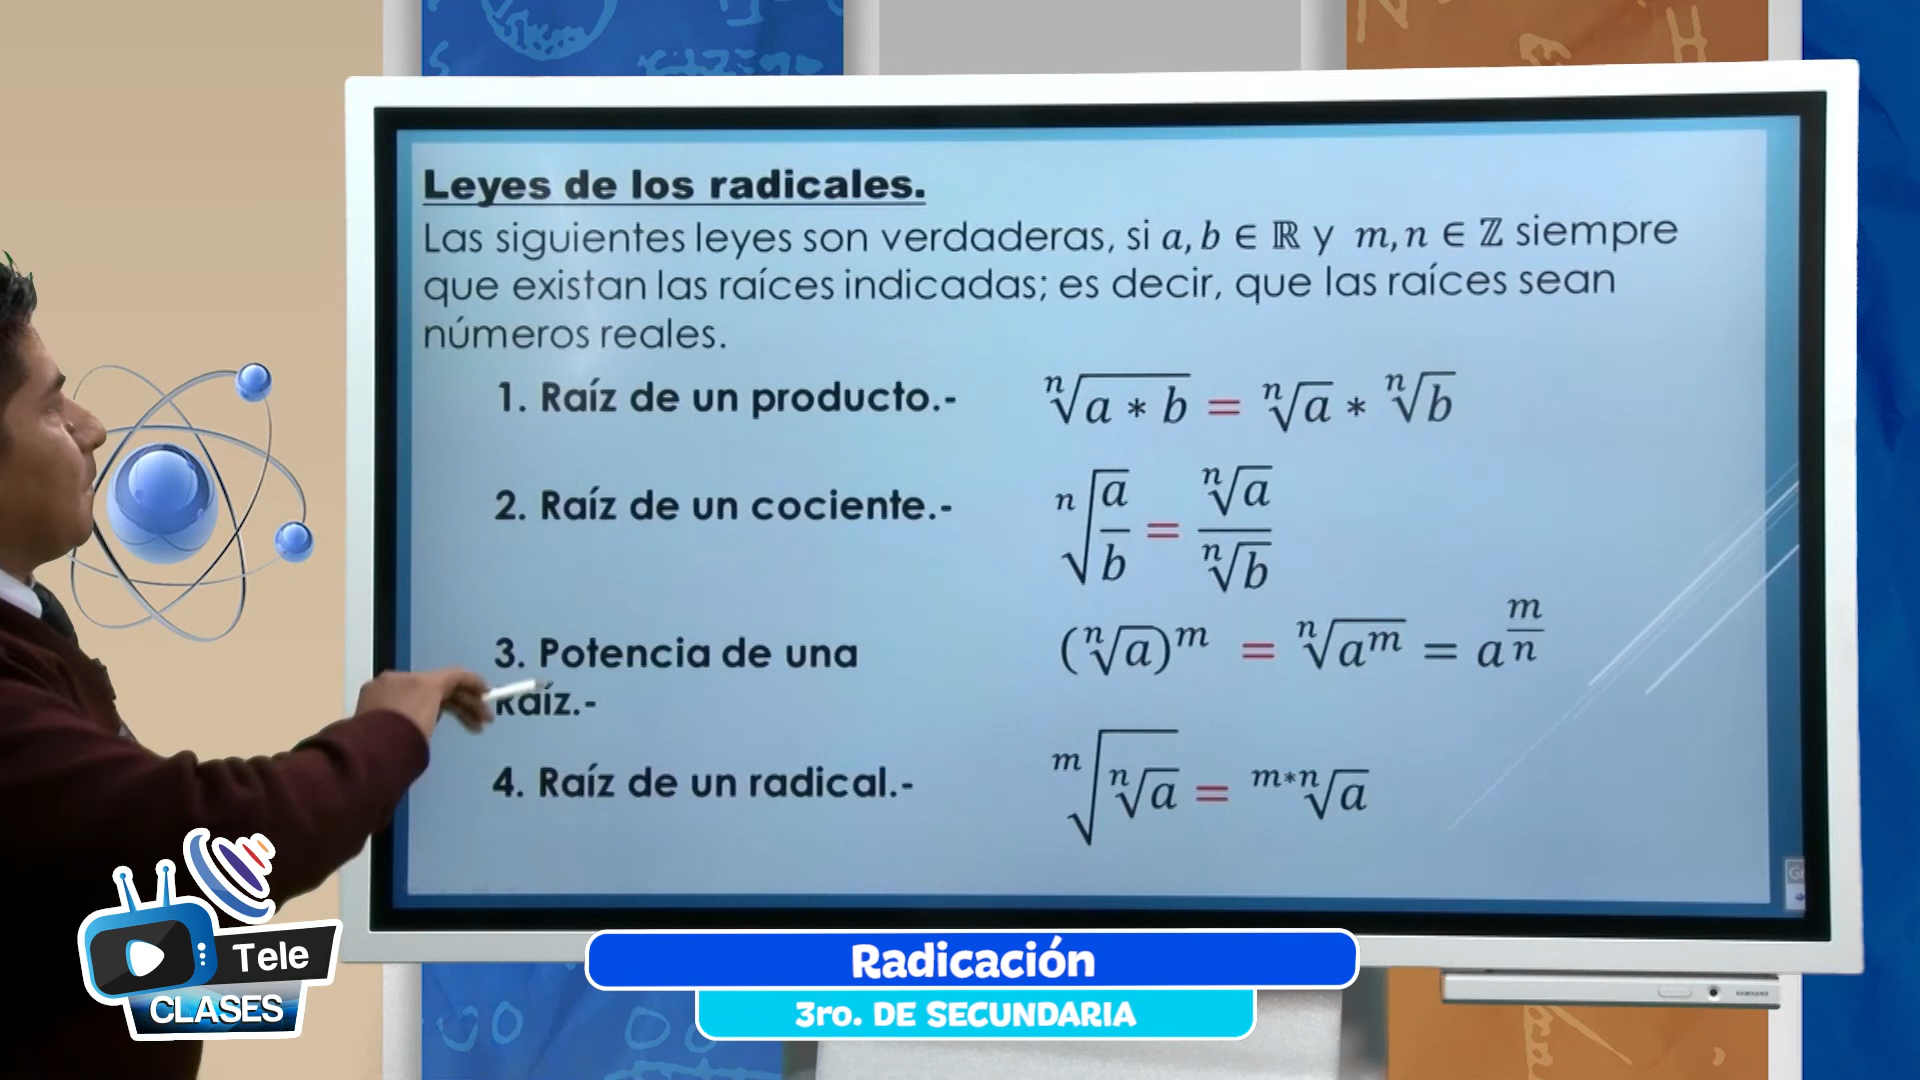 Leyes de los radicales.
Las siguientes leyes son verdaderas, si a, b ∈ ℝ y m, n ∈ ℤ siempre
que existan las raíces indicadas; es decir, que las raíces sean
números reales.
1. Raíz de un producto.- ⁿ√(a * b) = ⁿ√a * ⁿ√b
2. Raíz de un cociente.- ⁿ√(a/b) = ⁿ√a / ⁿ√b
3. Potencia de una (ⁿ√a)ᵐ = ⁿ√(aᵐ) = a^(m/n)
Raíz.-
4. Raíz de un radical.- ᵐ√(ⁿ√a) = ᵐ*ⁿ√a
Tele
CLASES
Radicación
3ro. DE SECUNDARIA